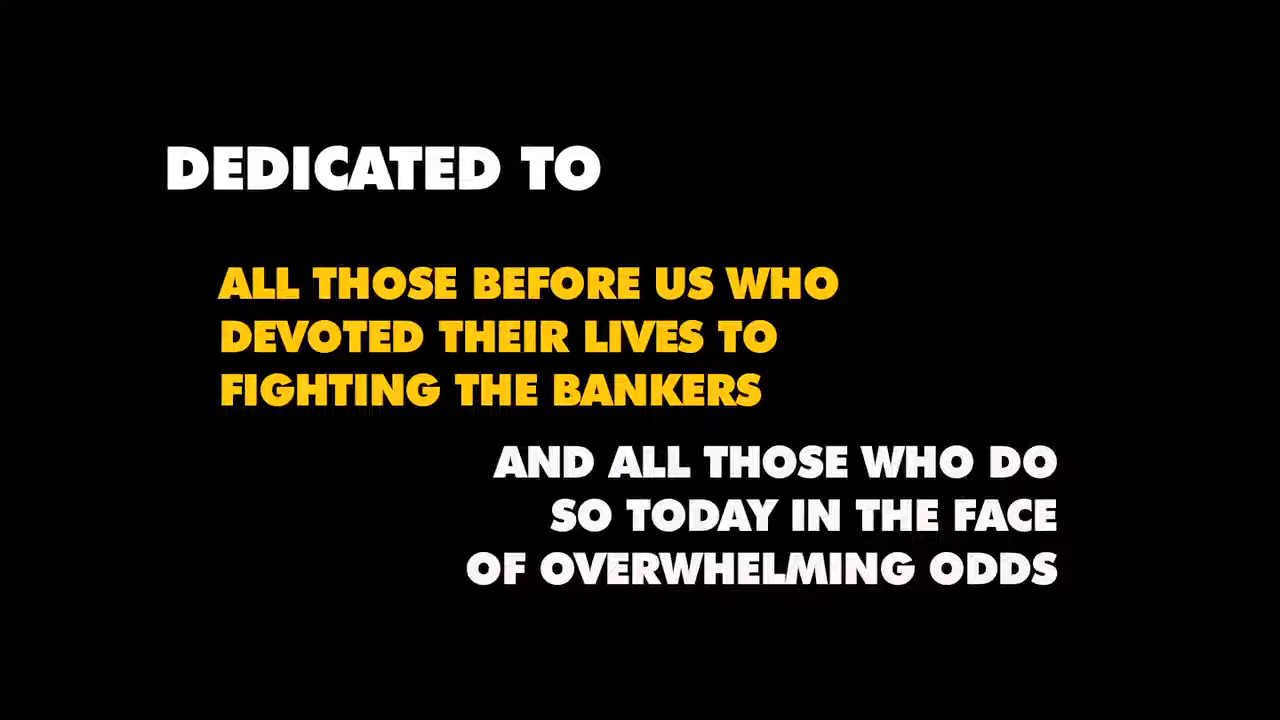 DEDICATED TO
ALL THOSE BEFORE US WHO
DEVOTED THEIR LIVES TO
FIGHTING THE BANKERS
AND ALL THOSE WHO DO
SO TODAY IN THE FACE
OF OVERWHELMING ODDS